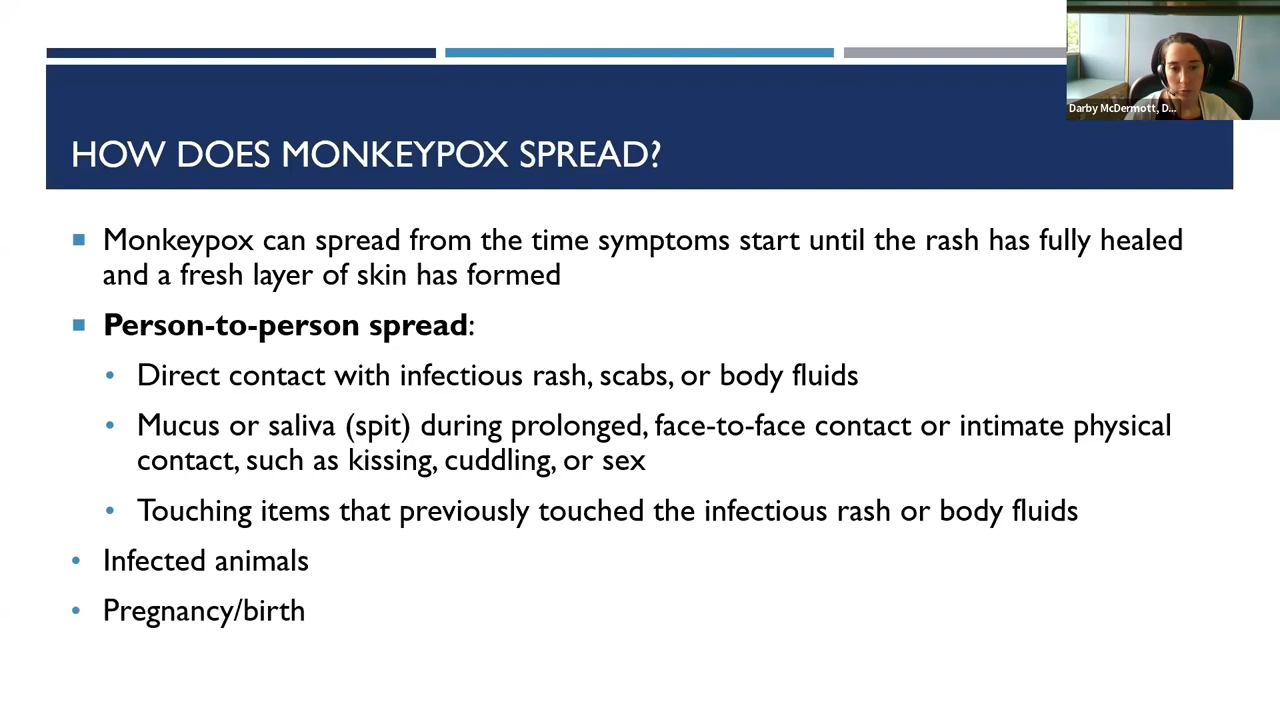 Darby McDermott, D...
HOW DOES MONKEYPOX SPREAD?
Monkeypox can spread from the time symptoms start until the rash has fully healed
and a fresh layer of skin has formed
Person-to-person spread:
Direct contact with infectious rash, scabs, or body fluids
Mucus or saliva (spit) during prolonged, face-to-face contact or intimate physical
contact, such as kissing, cuddling, or sex
Touching items that previously touched the infectious rash or body fluids
Infected animals
Pregnancy/birth